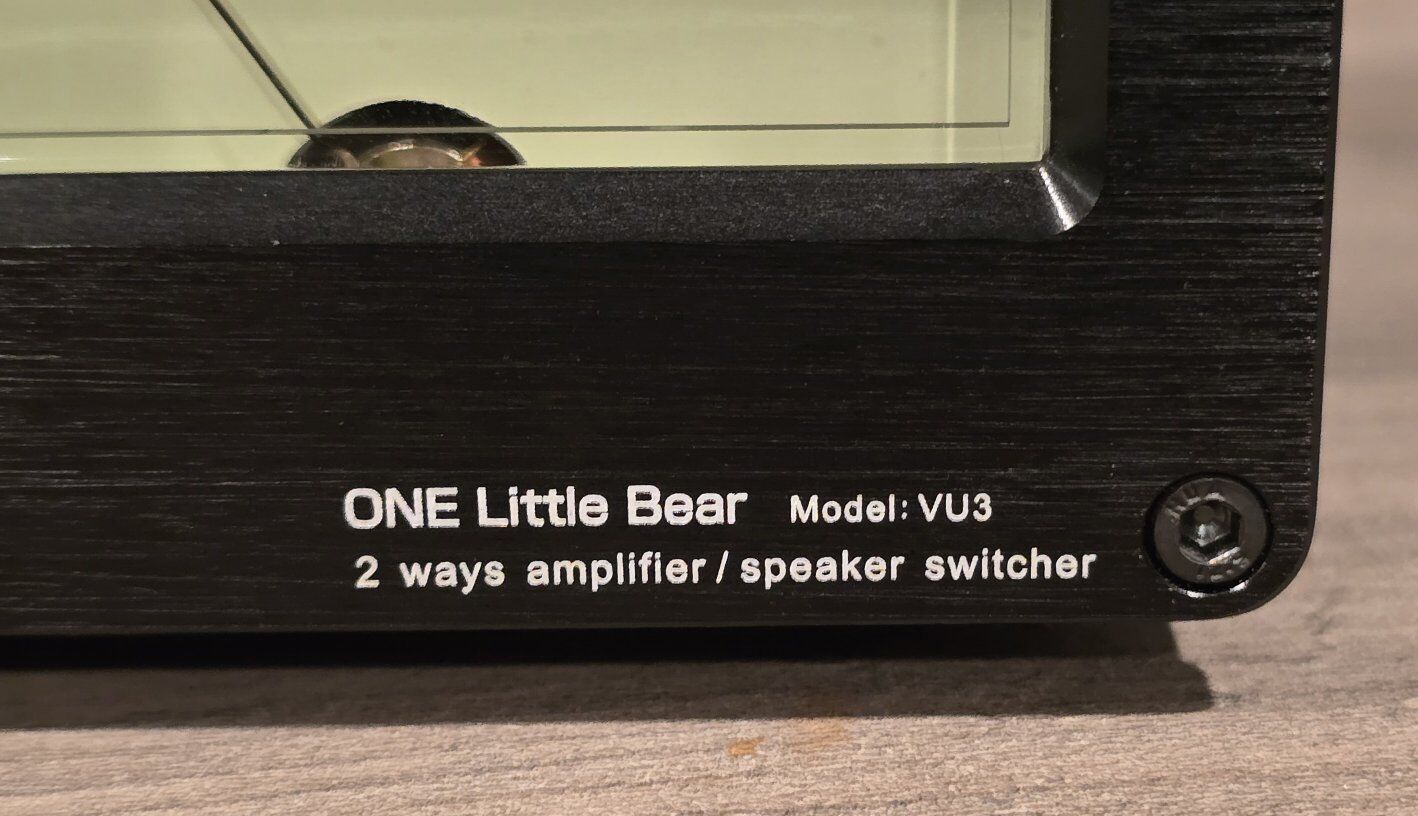 ONE Little Bear Model: VU3
2 ways amplifier / speaker switcher